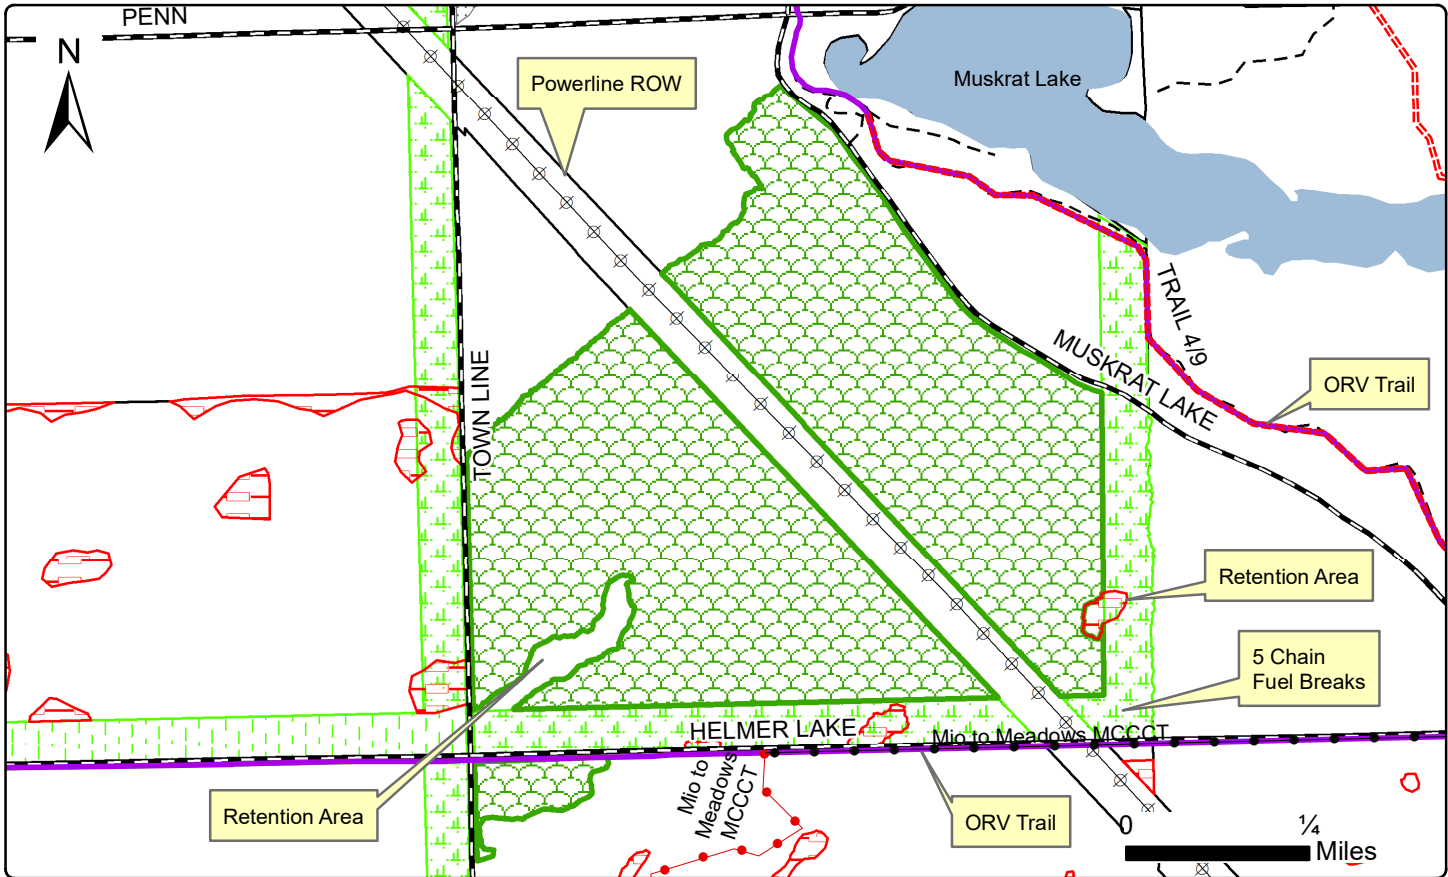 PENN
N
Powerline ROW
Muskrat Lake
TRAIL 4/9
MUSKRAT LAKE
ORV Trail
TOWN LINE
Retention Area
5 Chain
Fuel Breaks
HELMER LAKE
Mio to Meadows MCCCT
Mio to
Meadows
MCCCT
Retention Area
ORV Trail
0 ¼
Miles